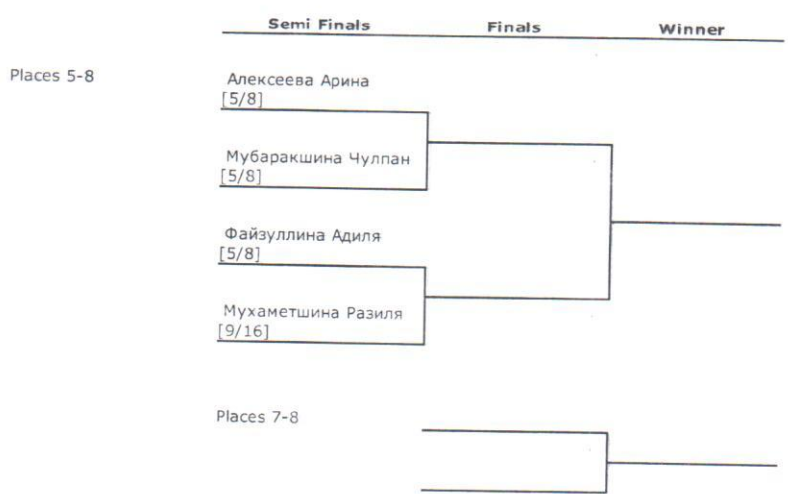 Semi Finals Finals Winner
Places 5-8
Алексеева Арина
[5/8]
Мубаракшина Чулпан
[5/8]
Файзуллина Адиля
[5/8]
Мухаметшина Разиля
[9/16]
Places 7-8